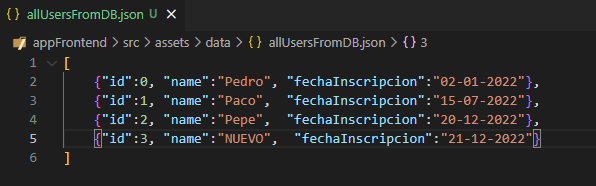 allUsersFromDB.json U
appFrontend > src > assets > data > {} allUsersFromDB.json > {} 3
1 [
2 {"id":0, "name":"Pedro", "fechaInscripcion":"02-01-2022"},
3 {"id":1, "name":"Paco", "fechaInscripcion":"15-07-2022"},
4 {"id":2, "name":"Pepe", "fechaInscripcion":"20-12-2022"},
5 {"id":3, "name":"NUEVO", "fechaInscripcion":"21-12-2022"}
6 ]